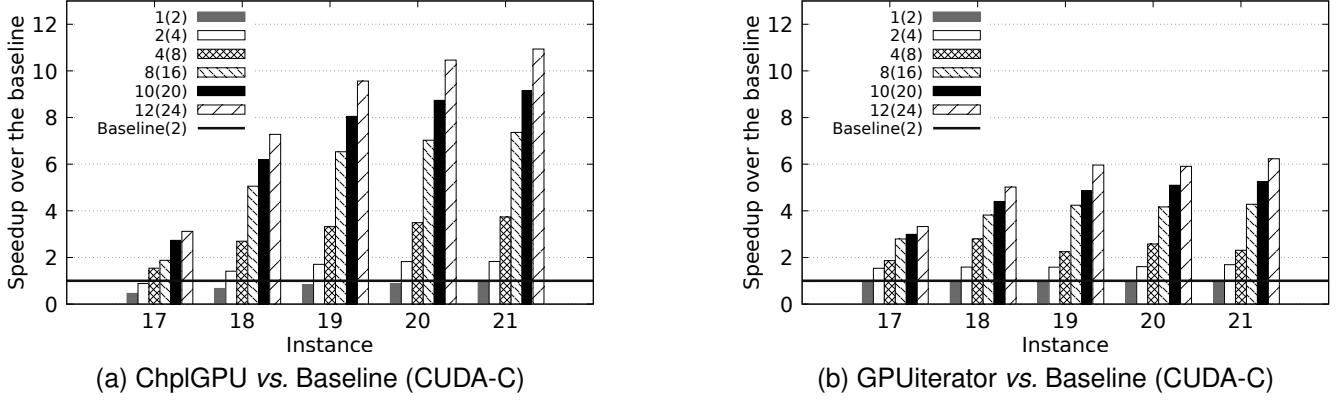 Speedup over the baseline
12
10
8
6
4
2
0
1(2)
2(4)
4(8)
8(16)
10(20)
12(24)
Baseline(2)
17 18 19 20 21
Instance
(a) ChplGPU vs. Baseline (CUDA-C)
Speedup over the baseline
12
10
8
6
4
2
0
1(2)
2(4)
4(8)
8(16)
10(20)
12(24)
Baseline(2)
17 18 19 20 21
Instance
(b) GPUiterator vs. Baseline (CUDA-C)